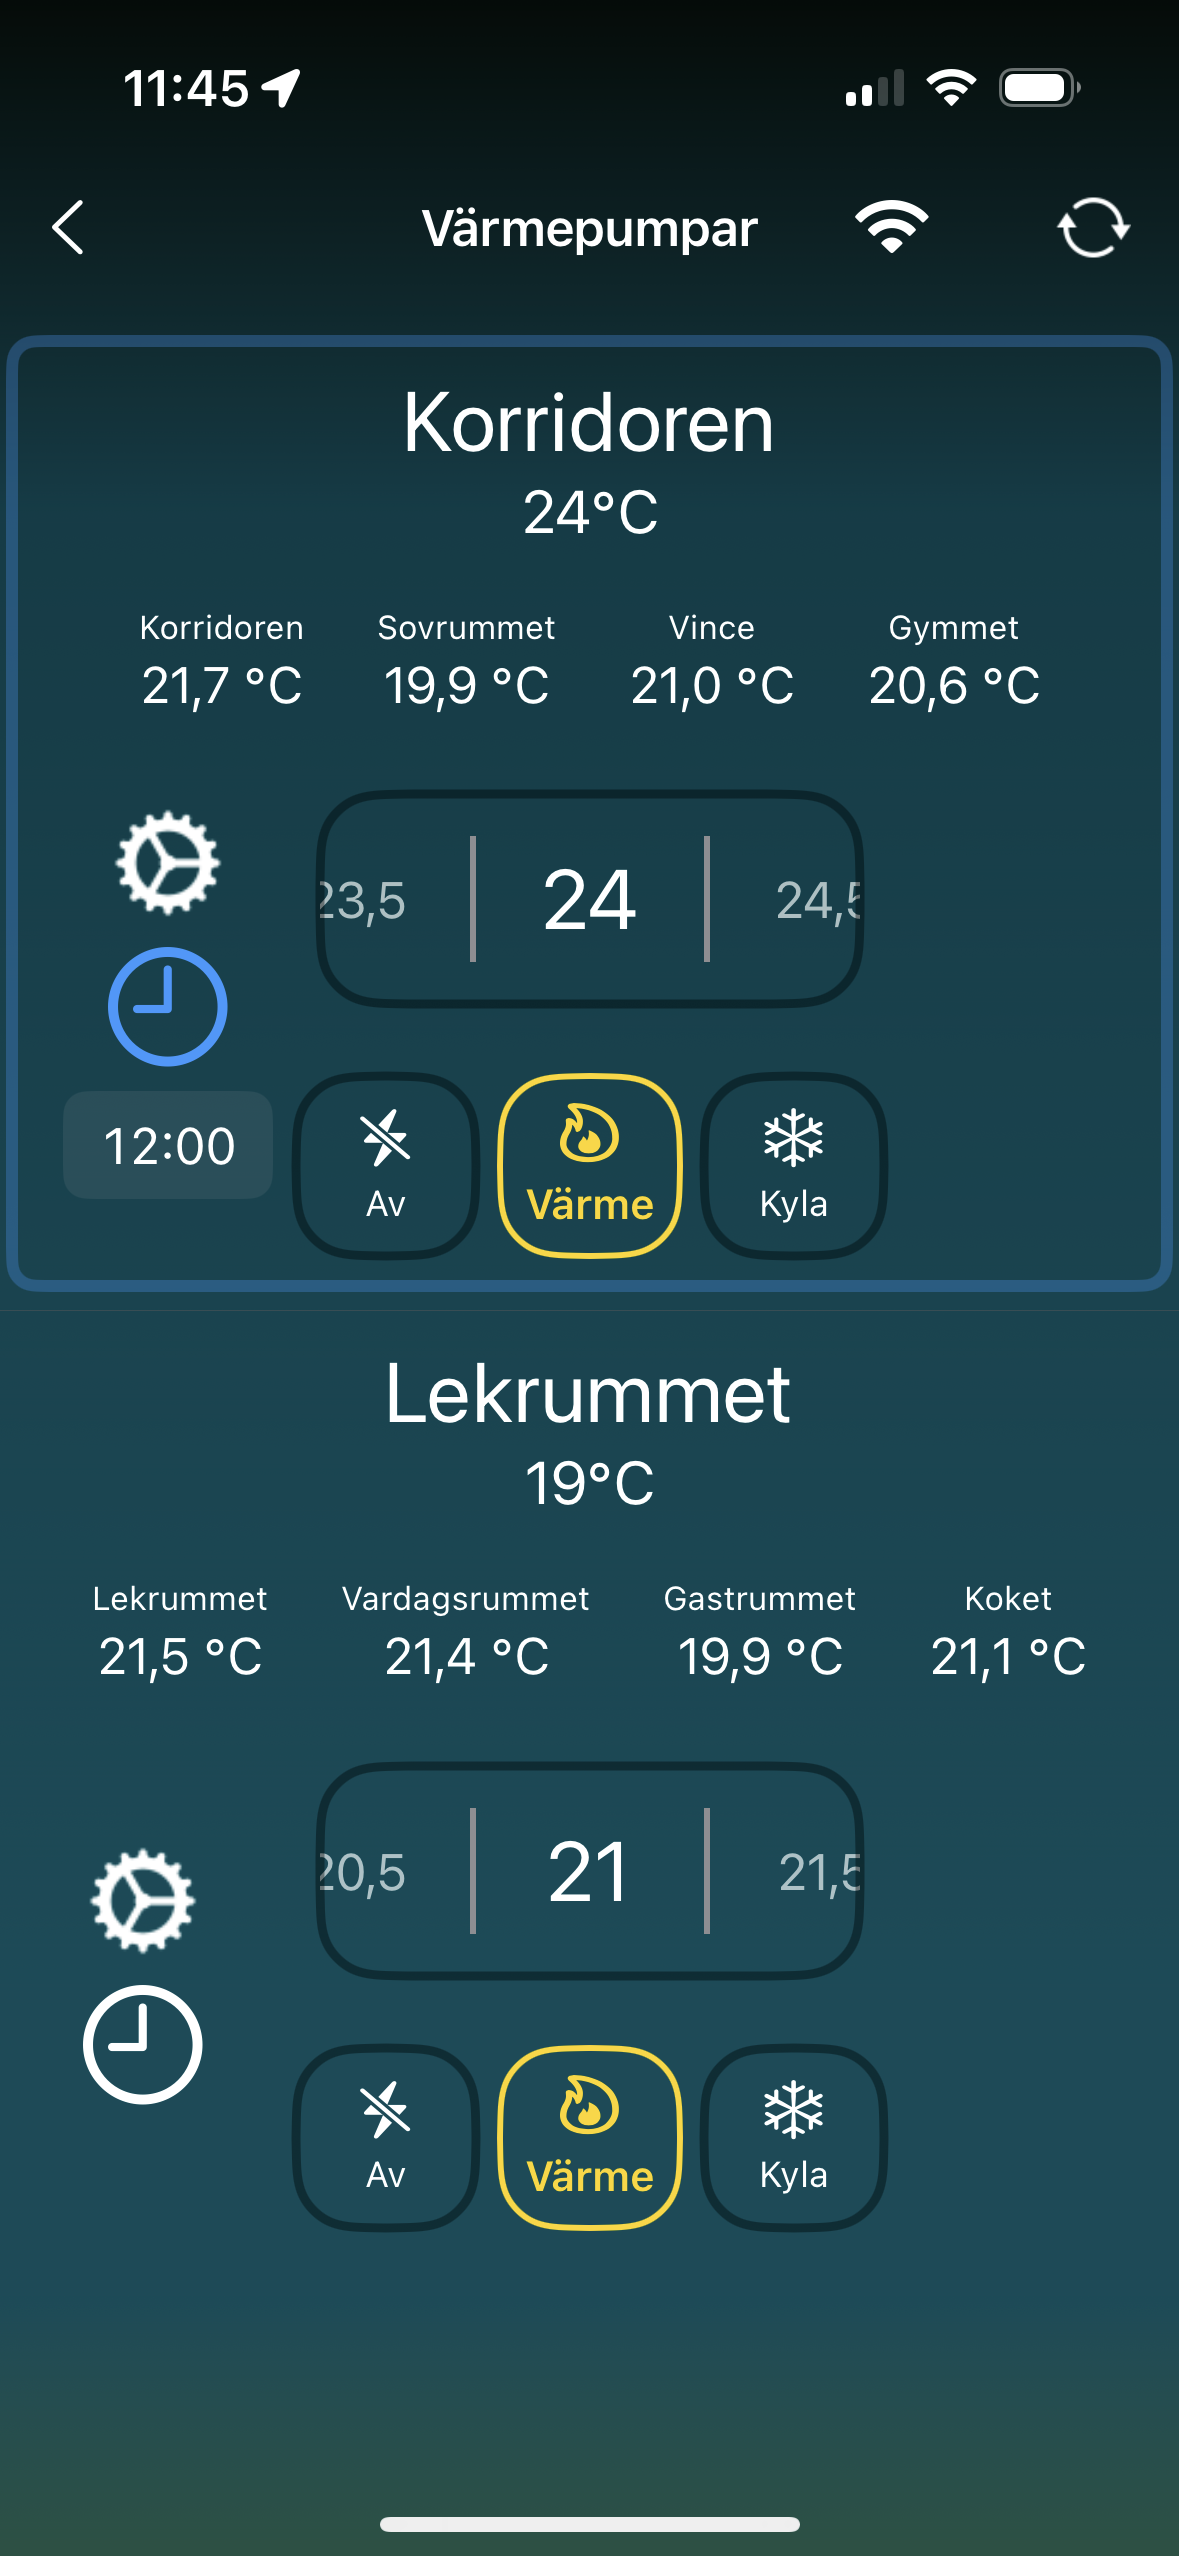 11:45
Värmepumpar
Korridoren
24°C
Korridoren Sovrummet Vince Gymmet
21,7 °C 19,9 °C 21,0 °C 20,6 °C
23,5 24 24,5
12:00
Av Värme Kyla
Lekrummet
19°C
Lekrummet Vardagsrummet Gastrummet Koket
21,5 °C 21,4 °C 19,9 °C 21,1 °C
20,5 21 21,5
Av Värme Kyla